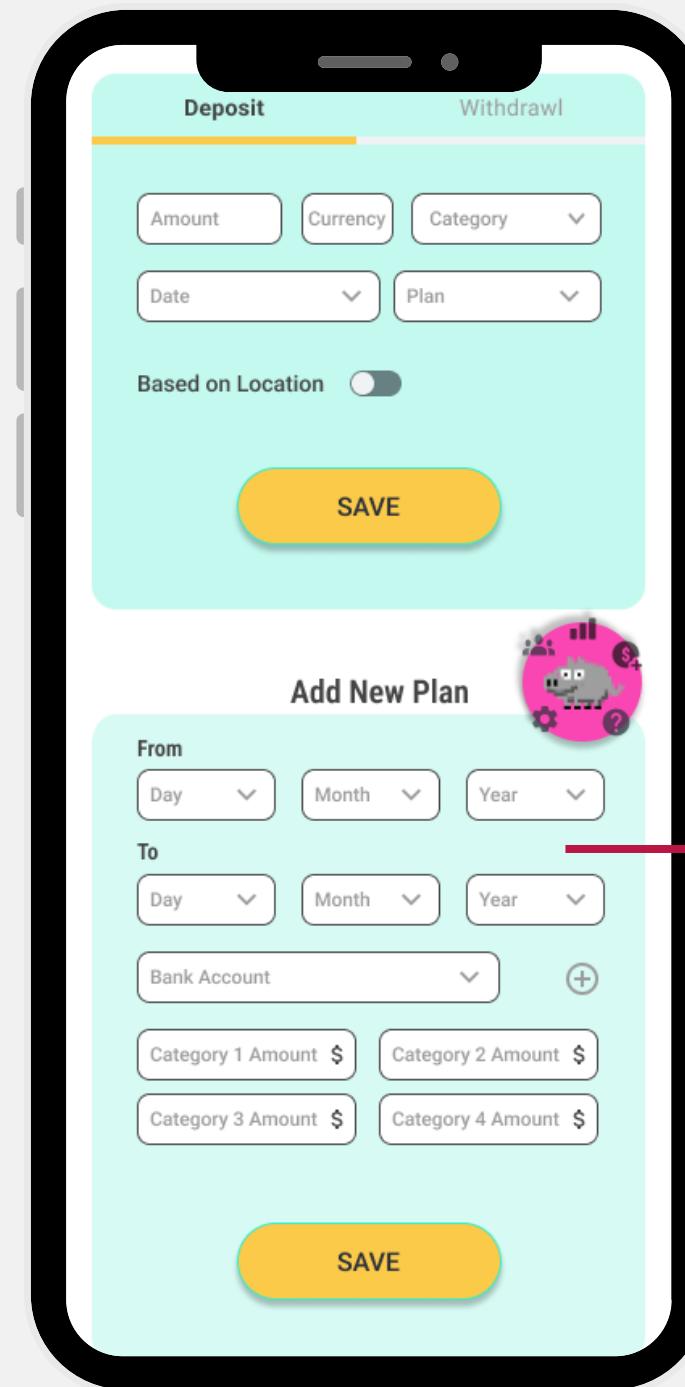 Deposit Withdrawl
Amount Currency Category
Date Plan
Based on Location
SAVE
Add New Plan
From
Day Month Year
To
Day Month Year
Bank Account
Category 1 Amount $ Category 2 Amount $
Category 3 Amount $ Category 4 Amount $
SAVE